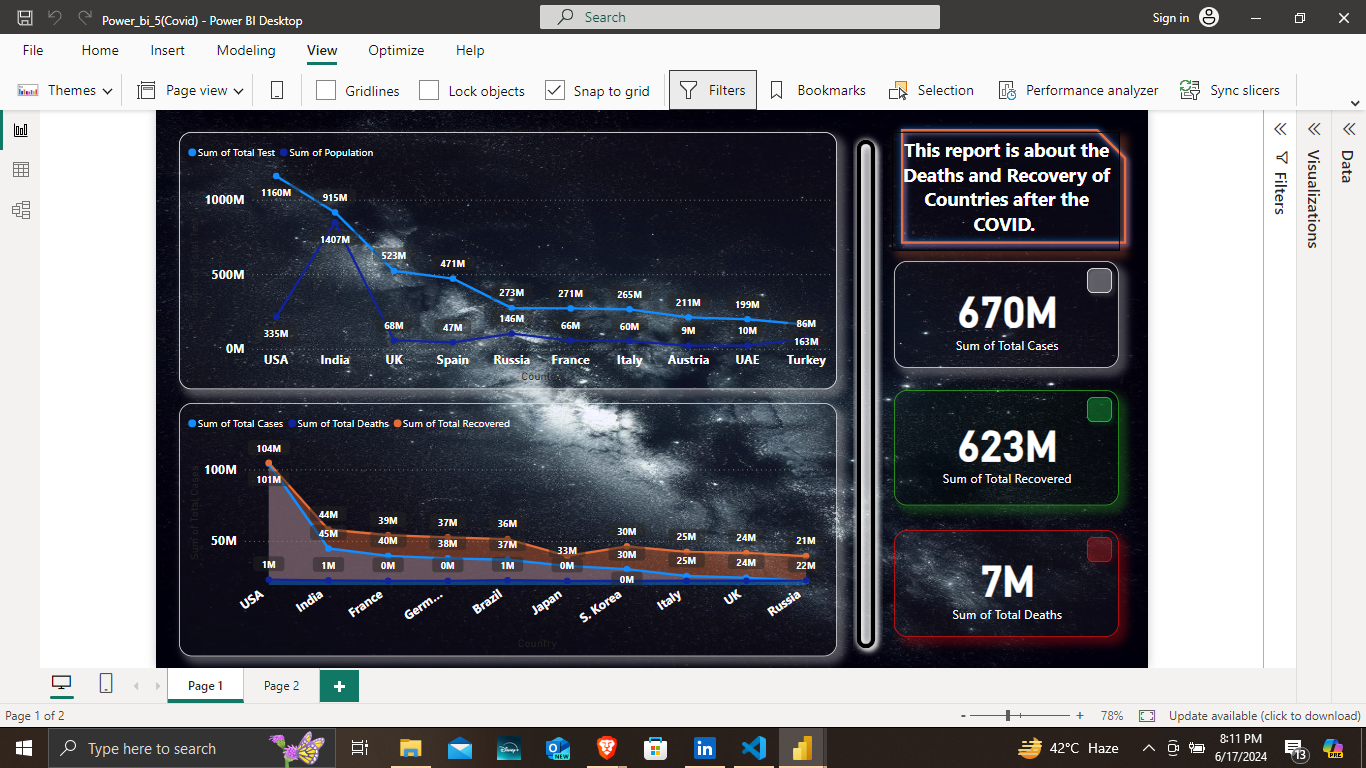 Power_bi_5(Covid) - Power BI Desktop
Search
Sign in
File Home Insert Modeling View Optimize Help
Themes Page view Gridlines Lock objects Snap to grid Filters Bookmarks Selection Performance analyzer Sync slicers
Sum of Total Test Sum of Population
1160M
915M
1000M
1407M
523M
471M
500M
273M
271M
265M
211M
199M
335M
68M
47M
146M
66M
60M
9M
10M
86M
163M
0M
USA India UK Spain Russia France Italy Austria UAE Turkey
Country
Sum of Total Cases Sum of Total Deaths Sum of Total Recovered
Sum of Total Cases
104M
100M
101M
44M
39M
37M
36M
50M
45M
40M
38M
37M
33M
30M
30M
25M
25M
24M
24M
21M
22M
1M
1M
0M
0M
1M
0M
0M
USA India France Germ... Brazil Japan S. Korea Italy UK Russia
Country
This report is about the
Deaths and Recovery of
Countries after the
COVID.
670M
Sum of Total Cases
623M
Sum of Total Recovered
7M
Sum of Total Deaths
Filters
Visualizations
Data
Page 1 Page 2 +
Page 1 of 2
- + 78% Update available (click to download)
Type here to search
42°C Haze
8:11 PM
6/17/2024
13
PRE
Disney+
NEW
in